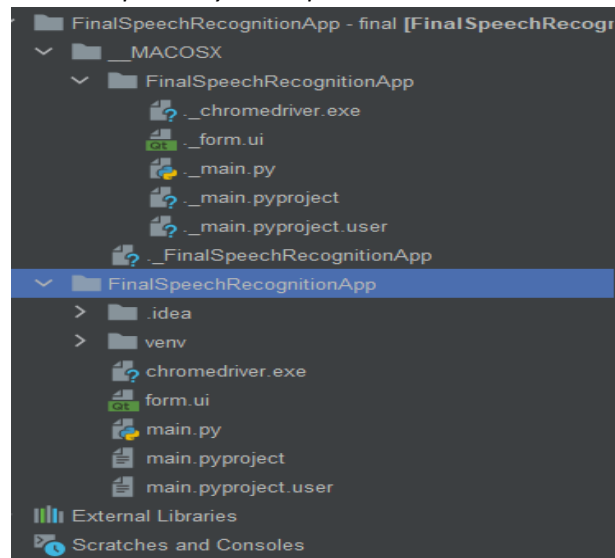 FinalSpeechRecognitionApp - final [FinalSpeechRecogn
__MACOSX
FinalSpeechRecognitionApp
._chromedriver.exe
._form.ui
._main.py
._main.pyproject
._main.pyproject.user
._FinalSpeechRecognitionApp
FinalSpeechRecognitionApp
.idea
venv
chromedriver.exe
form.ui
main.py
main.pyproject
main.pyproject.user
External Libraries
Scratches and Consoles